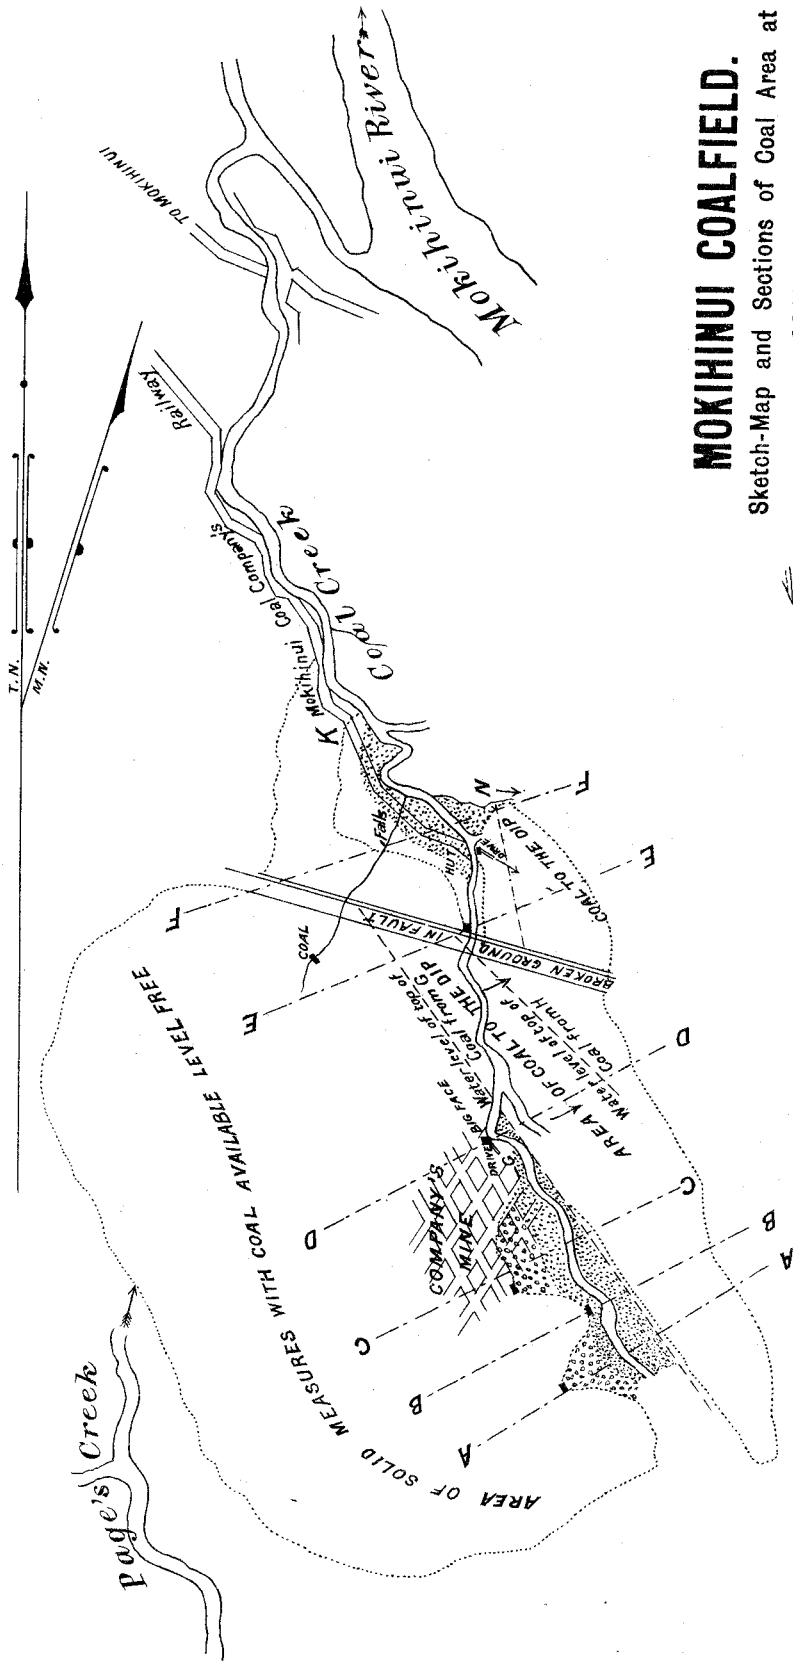 MOKIHINUI COALFIELD.
Sketch-Map and Sections of Coal Area at
T.N.
M.N.
TO MOKIHINUI
Mokihinui River
Railway
Mokihinui Coal Company's
Coal Creek
K
Falls
HUT
DRIVE
N
F
F
E
E
COAL
COAL TO THE DIP
BROKEN GROUND IN FAULT
Water level of top of
Coal from G
AREA OF COAL TO THE DIP
Water level of top of
Coal from H
BIG FACE
DRIVE
G
D
D
COMPANY'S
MINE
C
C
B
B
A
A
AREA OF SOLID MEASURES WITH COAL AVAILABLE LEVEL FREE
Page's Creek